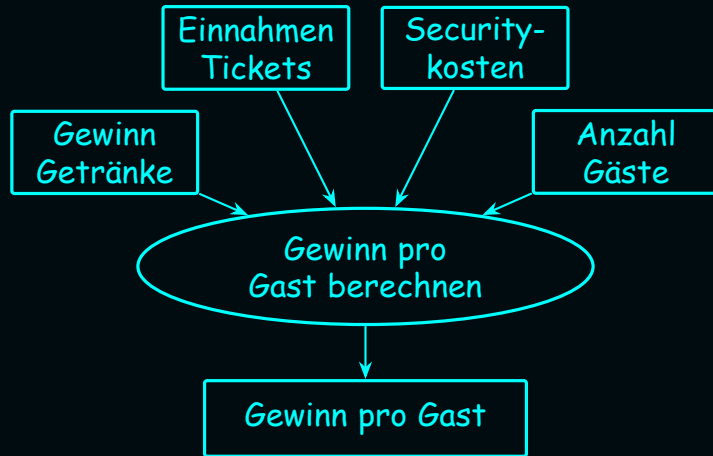 Einnahmen
Tickets
Security-
kosten
Gewinn
Getränke
Anzahl
Gäste
Gewinn pro
Gast berechnen
Gewinn pro Gast